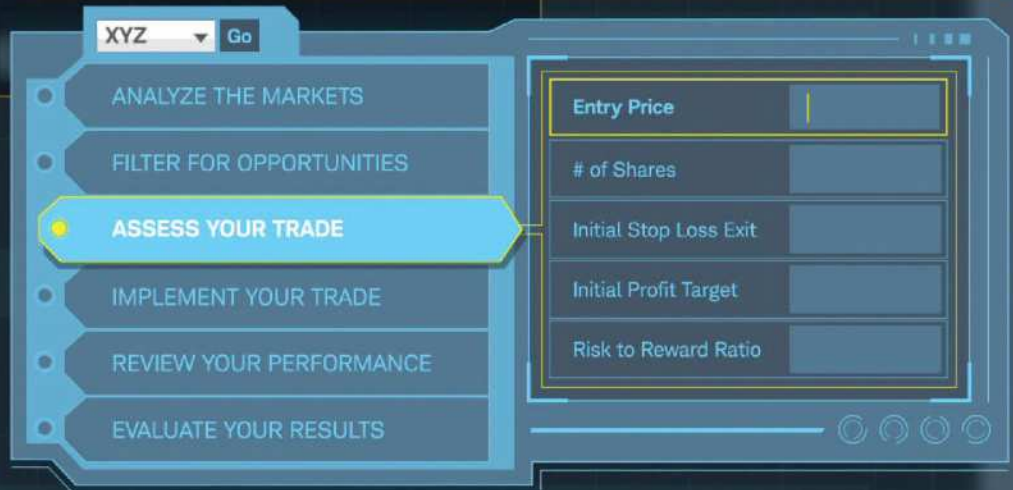 XYZ Go
ANALYZE THE MARKETS
FILTER FOR OPPORTUNITIES
ASSESS YOUR TRADE
IMPLEMENT YOUR TRADE
REVIEW YOUR PERFORMANCE
EVALUATE YOUR RESULTS
Entry Price
# of Shares
Initial Stop Loss Exit
Initial Profit Target
Risk to Reward Ratio